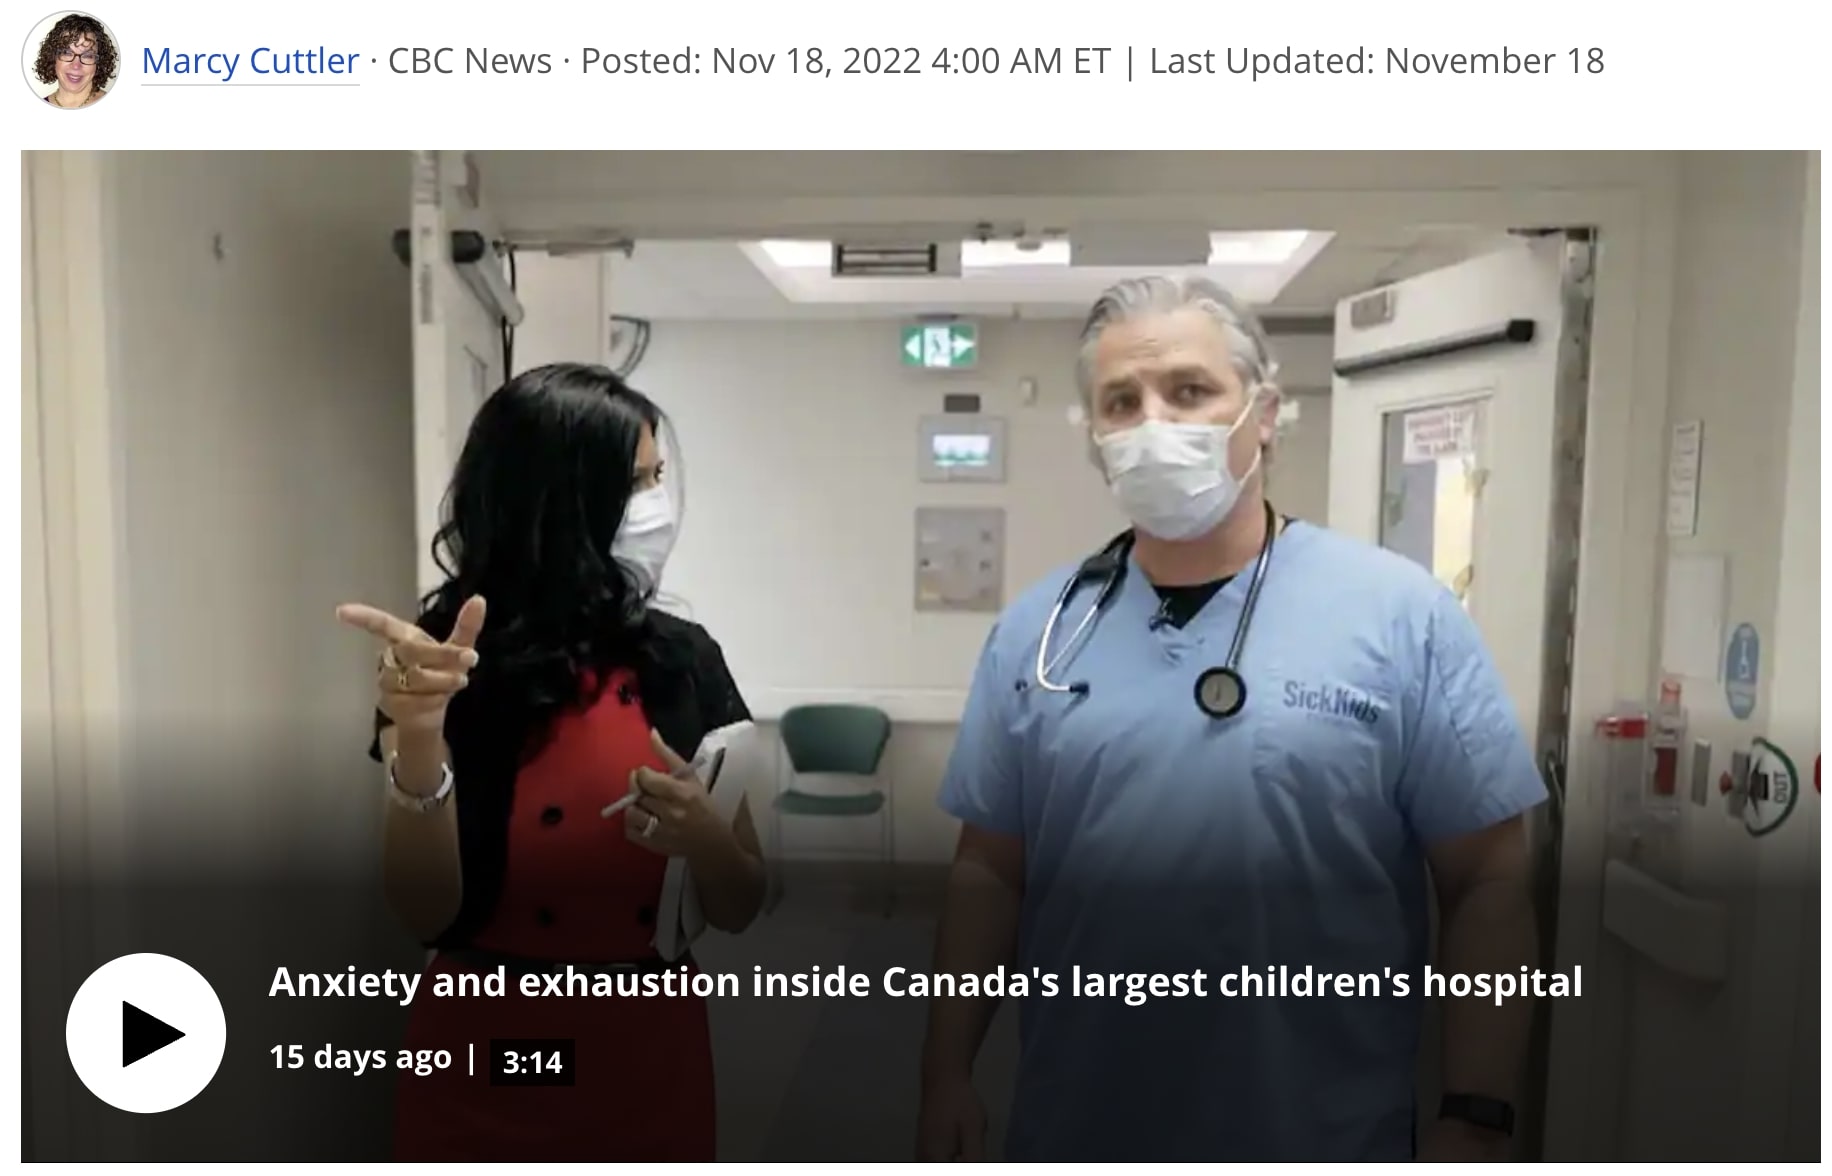 Marcy Cuttler · CBC News · Posted: Nov 18, 2022 4:00 AM ET | Last Updated: November 18
SickKids
OUT
Anxiety and exhaustion inside Canada's largest children's hospital
15 days ago | 3:14